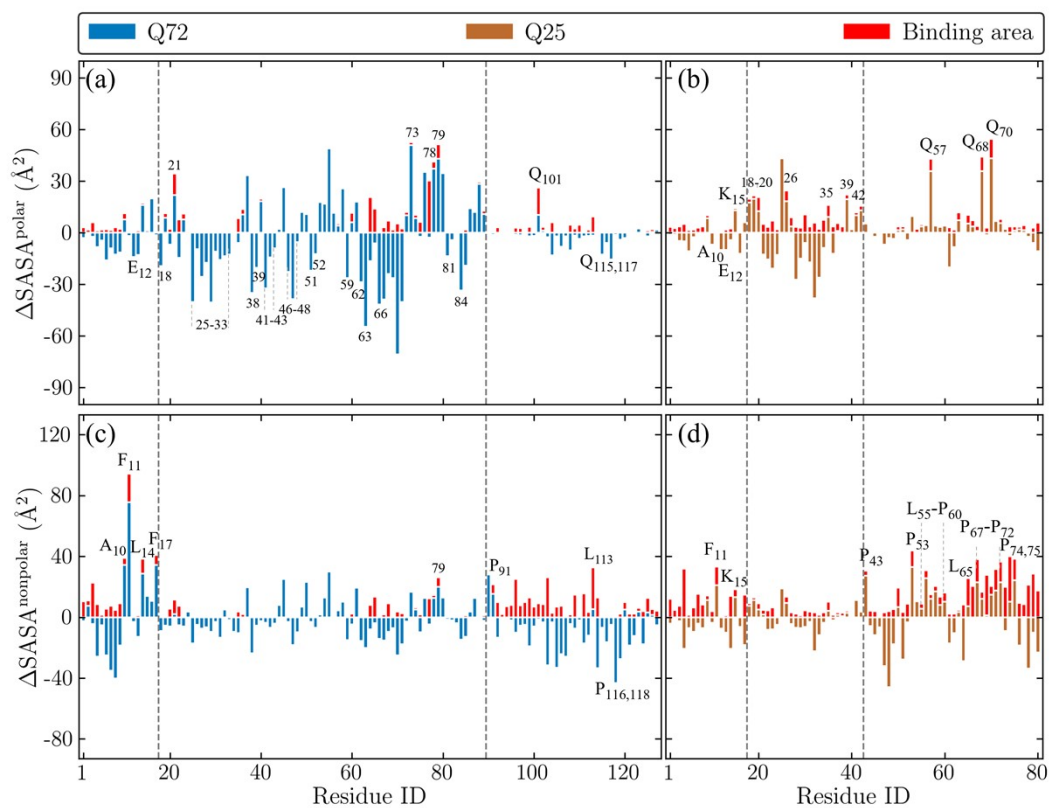 Q72 Q25 Binding area
(a) (b)
ΔSASA^polar (Å²)
90
60
30
0
-30
-60
-90
21
E₁₂
18
25-33
38
39
41-43
46-48
51
52
59
62
63
66
73
78
79
81
84
Q₁₀₁
Q₁₁₅,₁₁₇
A₁₀
E₁₂
K₁₅
18-20
26
35
39
42
Q₅₇
Q₆₈
Q₇₀
(c) (d)
ΔSASA^nonpolar (Å²)
120
80
40
0
-40
-80
F₁₁
A₁₀
L₁₄
F₁₇
79
P₉₁
L₁₁₃
P₁₁₆,₁₁₈
F₁₁
K₁₅
P₄₃
P₅₃
L₅₅-P₆₀
L₆₅
P₆₇-P₇₂
P₇₄,₇₅
1 20 40 60 80 100 120 1 20 40 60 80
Residue ID Residue ID